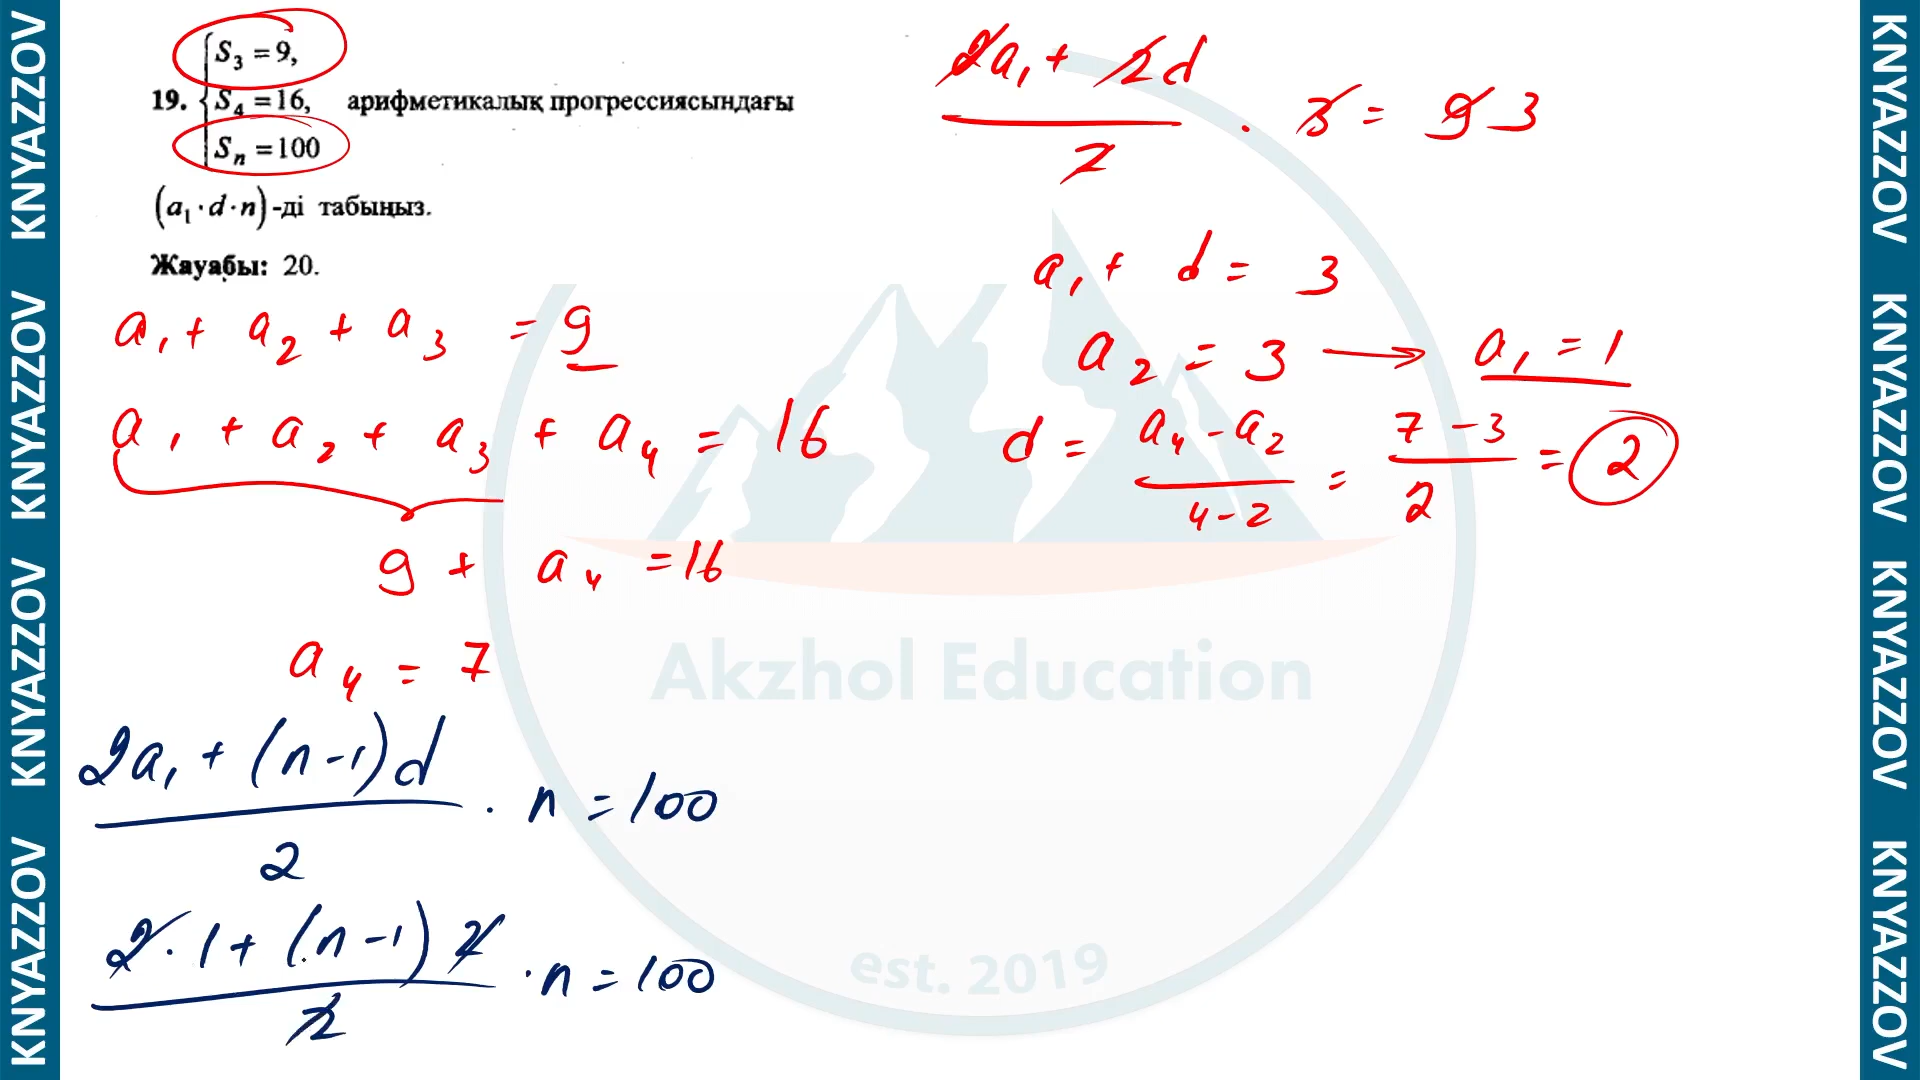 KNYAZZOV KNYAZZOV KNYAZZOV KNYAZZOV
19. { S₃ = 9,
S₄ = 16, арифметикалық прогрессиясындағы
Sₙ = 100
(a₁ · d · n)-ді табыңыз.
Жауабы: 20.
a₁ + a₂ + a₃ = 9
a₁ + a₂ + a₃ + a₄ = 16
9 + a₄ = 16
a₄ = 7
(2a₁ + (n-1)d)/2 · n = 100
(2·1 + (n-1)2)/2 · n = 100
(2a₁ + 2d)/2 · 3 = 9 3
a₁ + d = 3
a₂ = 3 → a₁ = 1
d = (a₄ - a₂)/(4-2) = (7-3)/2 = 2
Akzhol Education
est. 2019
KNYAZZOV KNYAZZOV KNYAZZOV KNYAZZOV